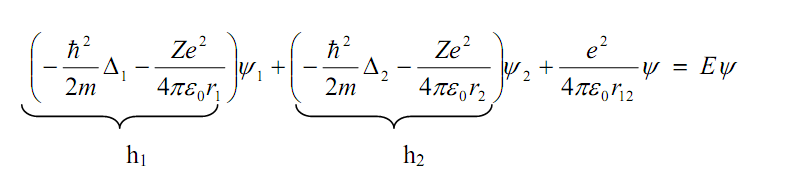 (-ħ²/2m Δ₁ - Ze²/4πε₀r₁)ψ₁ + (-ħ²/2m Δ₂ - Ze²/4πε₀r₂)ψ₂ + e²/4πε₀r₁₂ ψ = Eψ
h₁ h₂